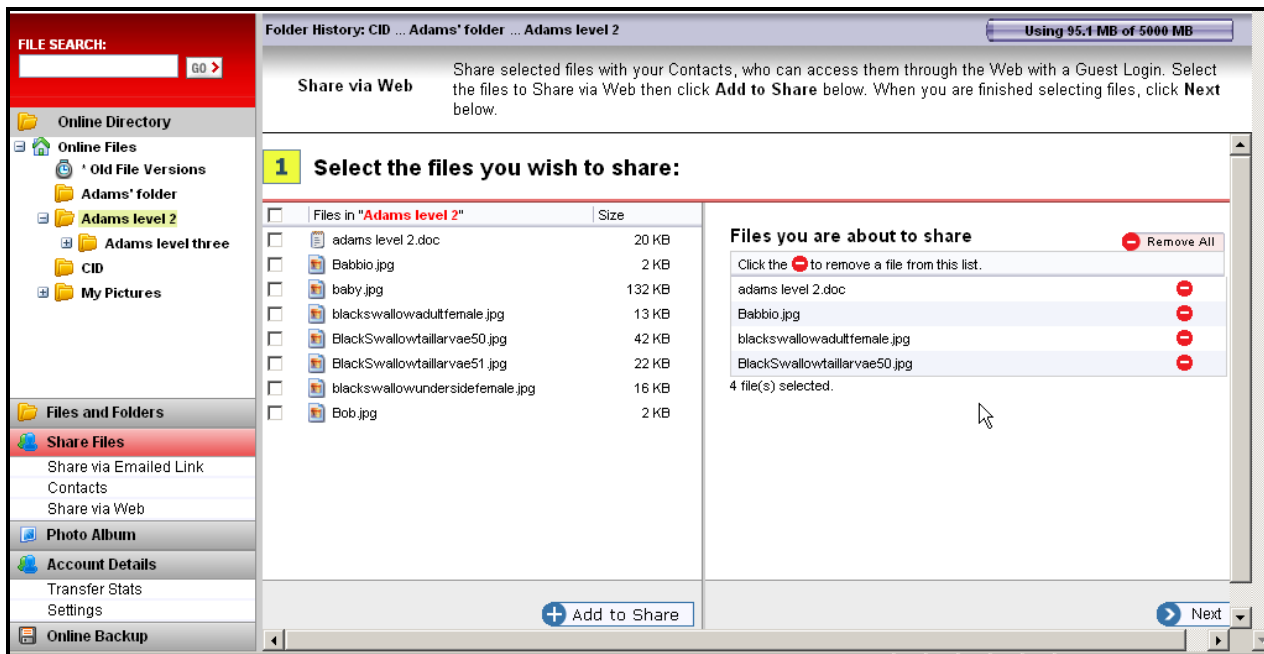 FILE SEARCH:
GO
Online Directory
Online Files
* Old File Versions
Adams' folder
Adams level 2
Adams level three
CID
My Pictures
Files and Folders
Share Files
Share via Emailed Link
Contacts
Share via Web
Photo Album
Account Details
Transfer Stats
Settings
Online Backup
Folder History: CID ... Adams' folder ... Adams level 2
Using 95.1 MB of 5000 MB
Share via Web
Share selected files with your Contacts, who can access them through the Web with a Guest Login. Select
the files to Share via Web then click Add to Share below. When you are finished selecting files, click Next
below.
1 Select the files you wish to share:
Files in "Adams level 2" Size
adams level 2.doc 20 KB
Babbio.jpg 2 KB
baby.jpg 132 KB
blackswallowadultfemale.jpg 13 KB
BlackSwallowtaillarvae50.jpg 42 KB
BlackSwallowtaillarvae51.jpg 22 KB
blackswallowundersidefemale.jpg 16 KB
Bob.jpg 2 KB
Add to Share
Files you are about to share
Remove All
Click the to remove a file from this list.
adams level 2.doc
Babbio.jpg
blackswallowadultfemale.jpg
BlackSwallowtaillarvae50.jpg
4 file(s) selected.
Next